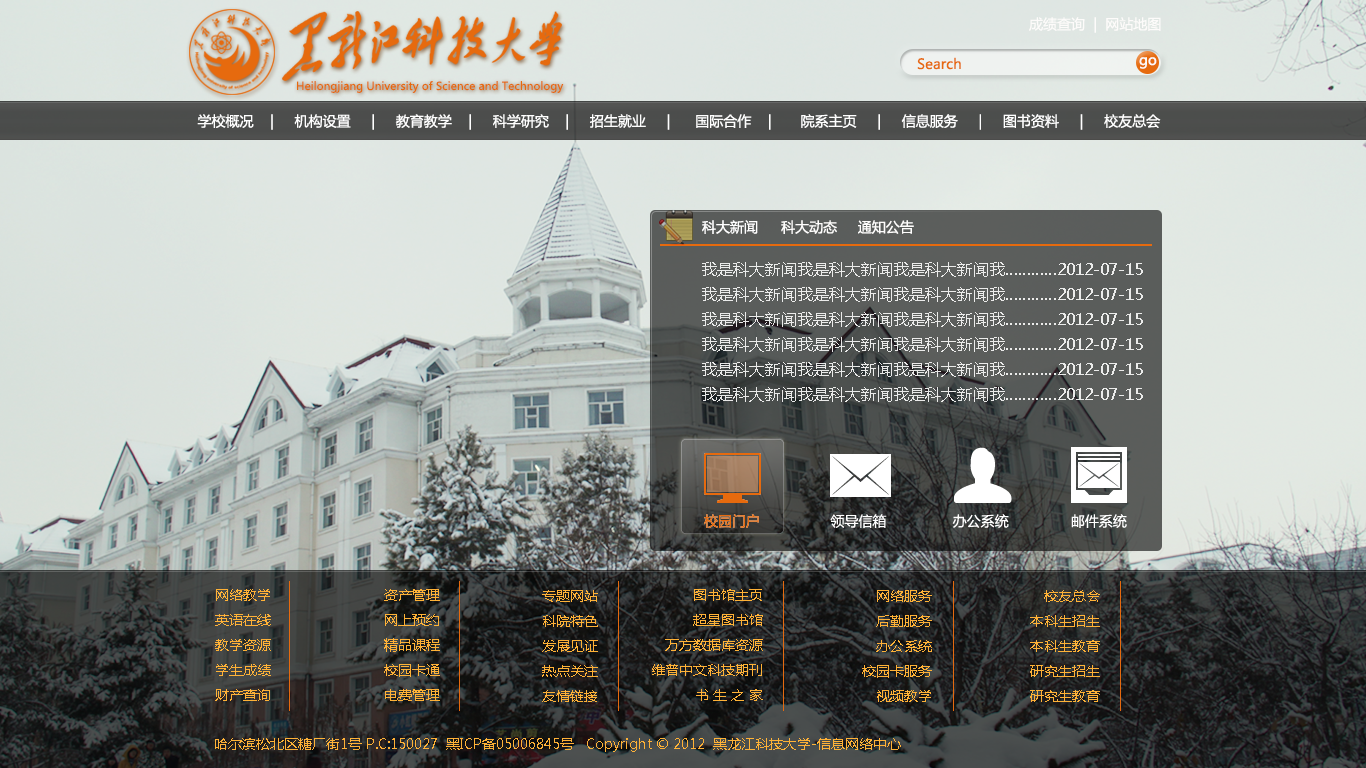 黑龙江科技大学
Heilongjiang University of Science and Technology
成绩查询 | 网站地图
Search go
学校概况 | 机构设置 | 教育教学 | 科学研究 | 招生就业 | 国际合作 | 院系主页 | 信息服务 | 图书资料 | 校友总会
科大新闻 科大动态 通知公告
我是科大新闻我是科大新闻我是科大新闻我............2012-07-15
我是科大新闻我是科大新闻我是科大新闻我............2012-07-15
我是科大新闻我是科大新闻我是科大新闻我............2012-07-15
我是科大新闻我是科大新闻我是科大新闻我............2012-07-15
我是科大新闻我是科大新闻我是科大新闻我............2012-07-15
我是科大新闻我是科大新闻我是科大新闻我............2012-07-15
校园门户 领导信箱 办公系统 邮件系统
网络教学 资产管理 专题网站 图书馆主页 网络服务 校友总会
英语在线 网上预约 科院特色 超星图书馆 后勤服务 本科生招生
教学资源 精品课程 发展见证 万方数据库资源 办公系统 本科生教育
学生成绩 校园卡通 热点关注 维普中文科技期刊 校园卡服务 研究生招生
财产查询 电费管理 友情链接 书 生 之 家 视频教学 研究生教育
哈尔滨松北区糖厂街1号 P.C:150027 黑ICP备05006845号 Copyright © 2012 黑龙江科技大学-信息网络中心